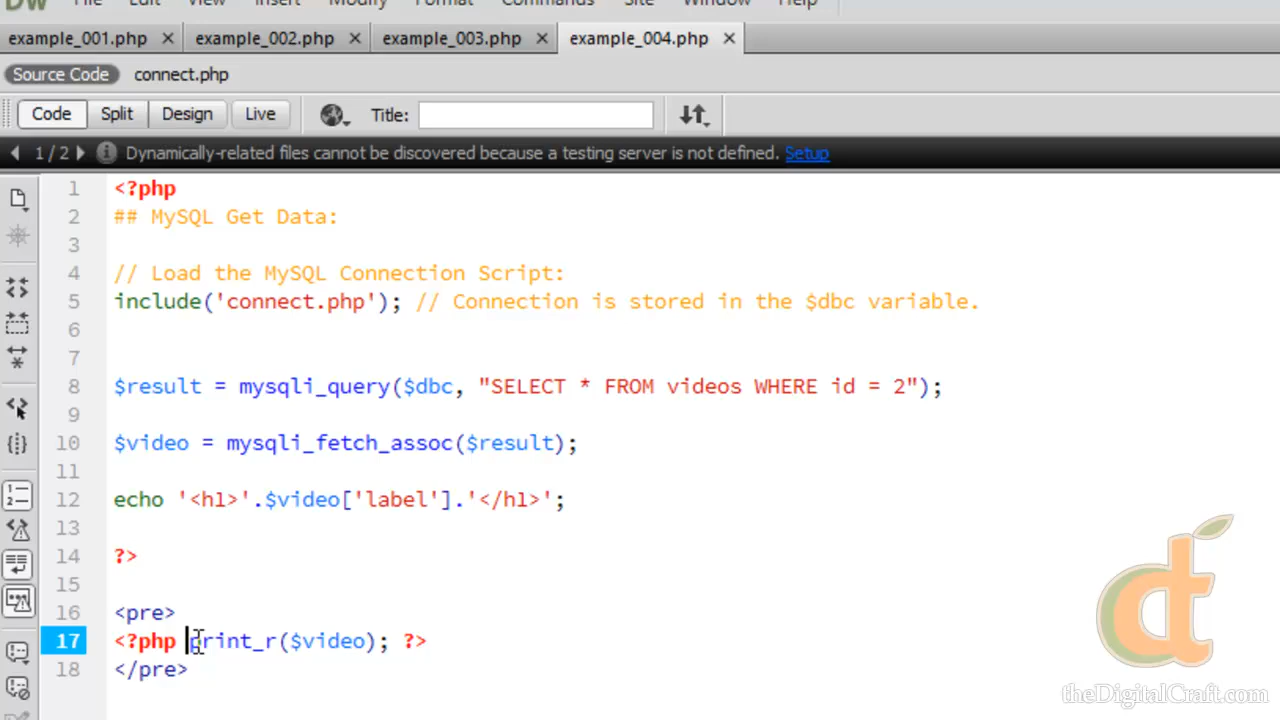 DW File Edit View Insert Modify Format Commands Site Window Help
example_001.php × example_002.php × example_003.php × example_004.php ×
Source Code connect.php
Code Split Design Live Title:
1 / 2 Dynamically-related files cannot be discovered because a testing server is not defined. Setup
1 <?php
2 ## MySQL Get Data:
3
4 // Load the MySQL Connection Script:
5 include('connect.php'); // Connection is stored in the $dbc variable.
6
7
8 $result = mysqli_query($dbc, "SELECT * FROM videos WHERE id = 2");
9
10 $video = mysqli_fetch_assoc($result);
11
12 echo '<h1>'.$video['label'].'</h1>';
13
14 ?>
15
16 <pre>
17 <?php print_r($video); ?>
18 </pre>
theDigitalCraft.com